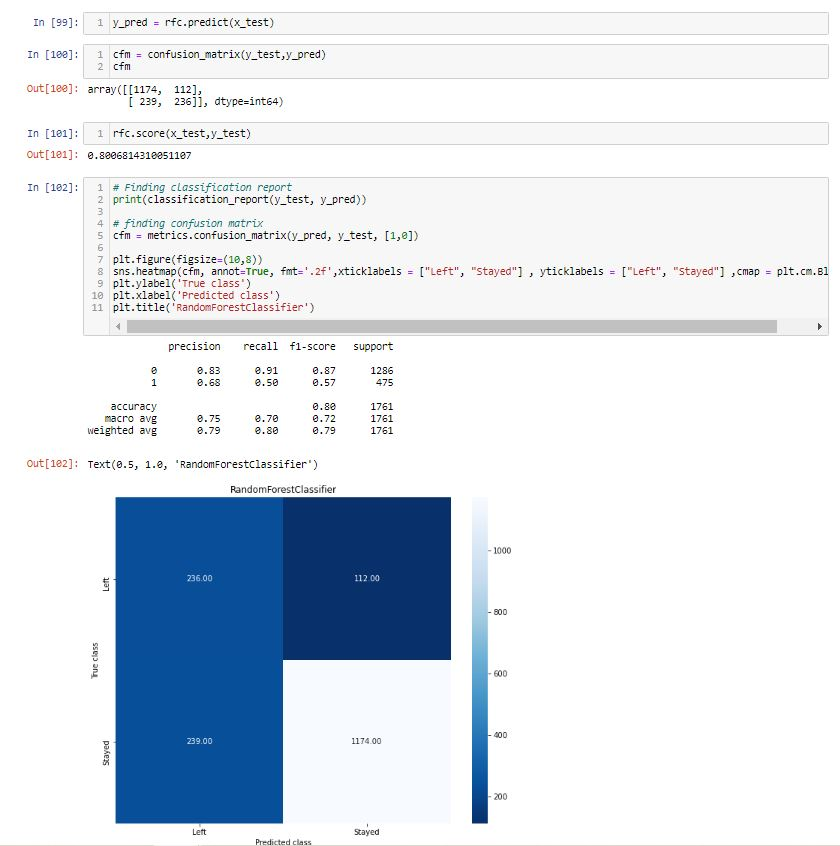 In [99]: 1 y_pred = rfc.predict(x_test)
In [100]: 1 cfm = confusion_matrix(y_test,y_pred)
2 cfm
Out[100]: array([[1174, 112],
[ 239, 236]], dtype=int64)
In [101]: 1 rfc.score(x_test,y_test)
Out[101]: 0.8006814310051107
In [102]: 1 # Finding classification report
2 print(classification_report(y_test, y_pred))
3
4 # finding confusion matrix
5 cfm = metrics.confusion_matrix(y_pred, y_test, [1,0])
6
7 plt.figure(figsize=(10,8))
8 sns.heatmap(cfm, annot=True, fmt='.2f',xticklabels = ["Left", "Stayed"] , yticklabels = ["Left", "Stayed"] ,cmap = plt.cm.Bl
9 plt.ylabel('True class')
10 plt.xlabel('Predicted class')
11 plt.title('RandomForestClassifier')
precision recall f1-score support
0 0.83 0.91 0.87 1286
1 0.68 0.50 0.57 475
accuracy 0.80 1761
macro avg 0.75 0.70 0.72 1761
weighted avg 0.79 0.80 0.79 1761
Out[102]: Text(0.5, 1.0, 'RandomForestClassifier')
RandomForestClassifier
1000
Left 236.00 112.00
800
True class
600
400
Stayed 239.00 1174.00
200
Left Stayed
Predicted class